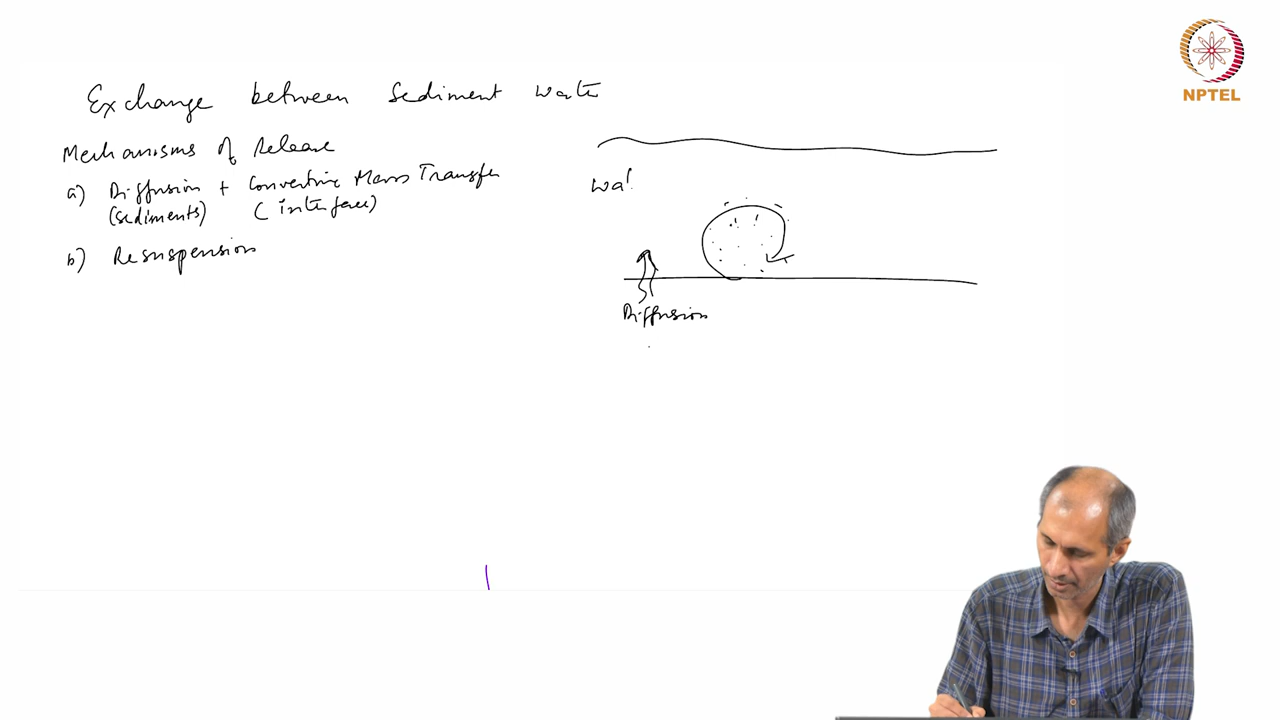 Exchange between Sediment Wate
Mechanisms of Release
a) Diffusion + Convective Mass Transfer
(sediments) (interface)
b) Resuspension
wat
Diffusion
NPTEL